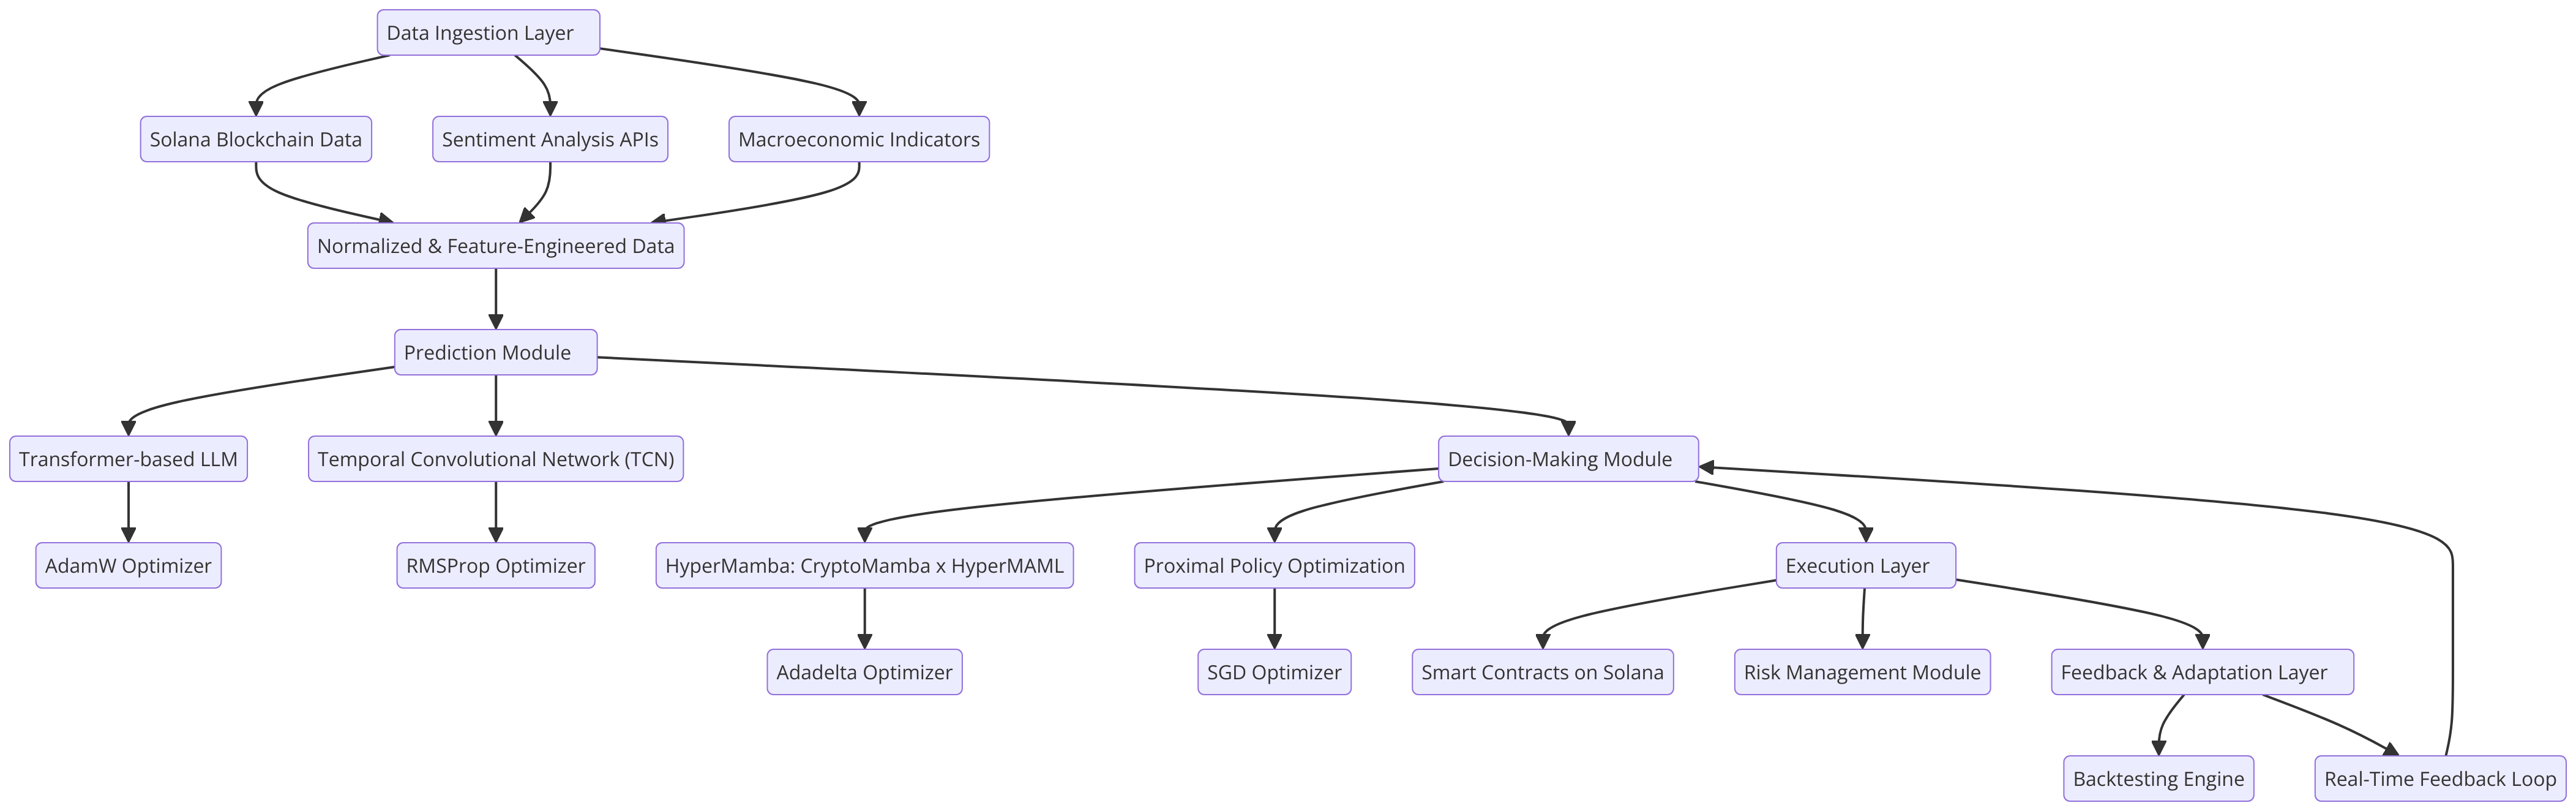 Data Ingestion Layer
Solana Blockchain Data
Sentiment Analysis APIs
Macroeconomic Indicators
Normalized & Feature-Engineered Data
Prediction Module
Transformer-based LLM
Temporal Convolutional Network (TCN)
Decision-Making Module
AdamW Optimizer
RMSProp Optimizer
HyperMamba: CryptoMamba x HyperMAML
Proximal Policy Optimization
Execution Layer
Adadelta Optimizer
SGD Optimizer
Smart Contracts on Solana
Risk Management Module
Feedback & Adaptation Layer
Backtesting Engine
Real-Time Feedback Loop